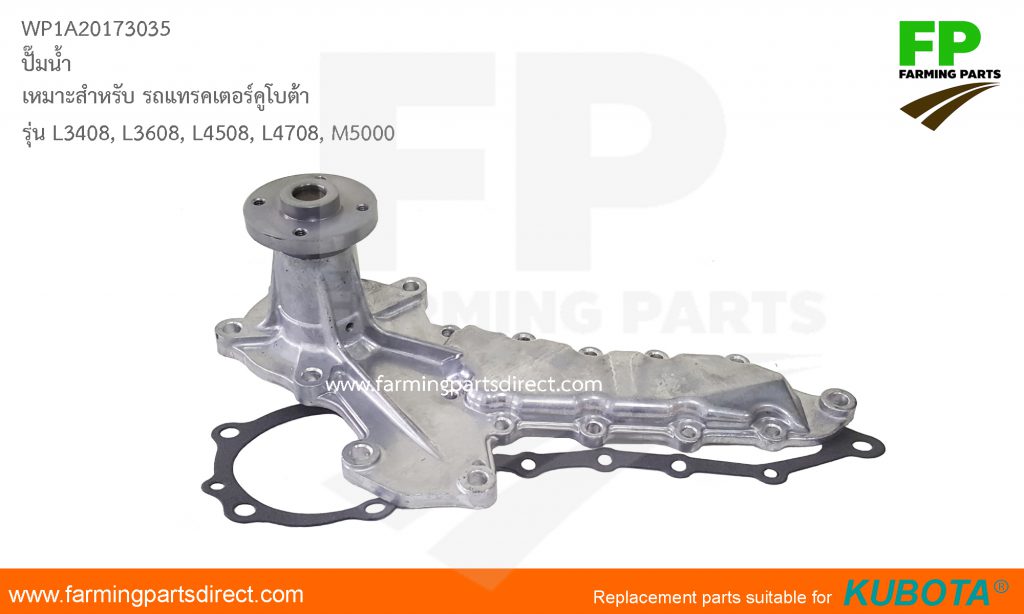 WP1A20173035
ปั๊มน้ำ
เหมาะสำหรับ รถแทรคเตอร์คูโบต้า
รุ่น L3408, L3608, L4508, L4708, M5000
FP
FARMING PARTS
FP
FARMING PARTS
www.farmingpartsdirect.com
www.farmingpartsdirect.com
Replacement parts suitable for KUBOTA®